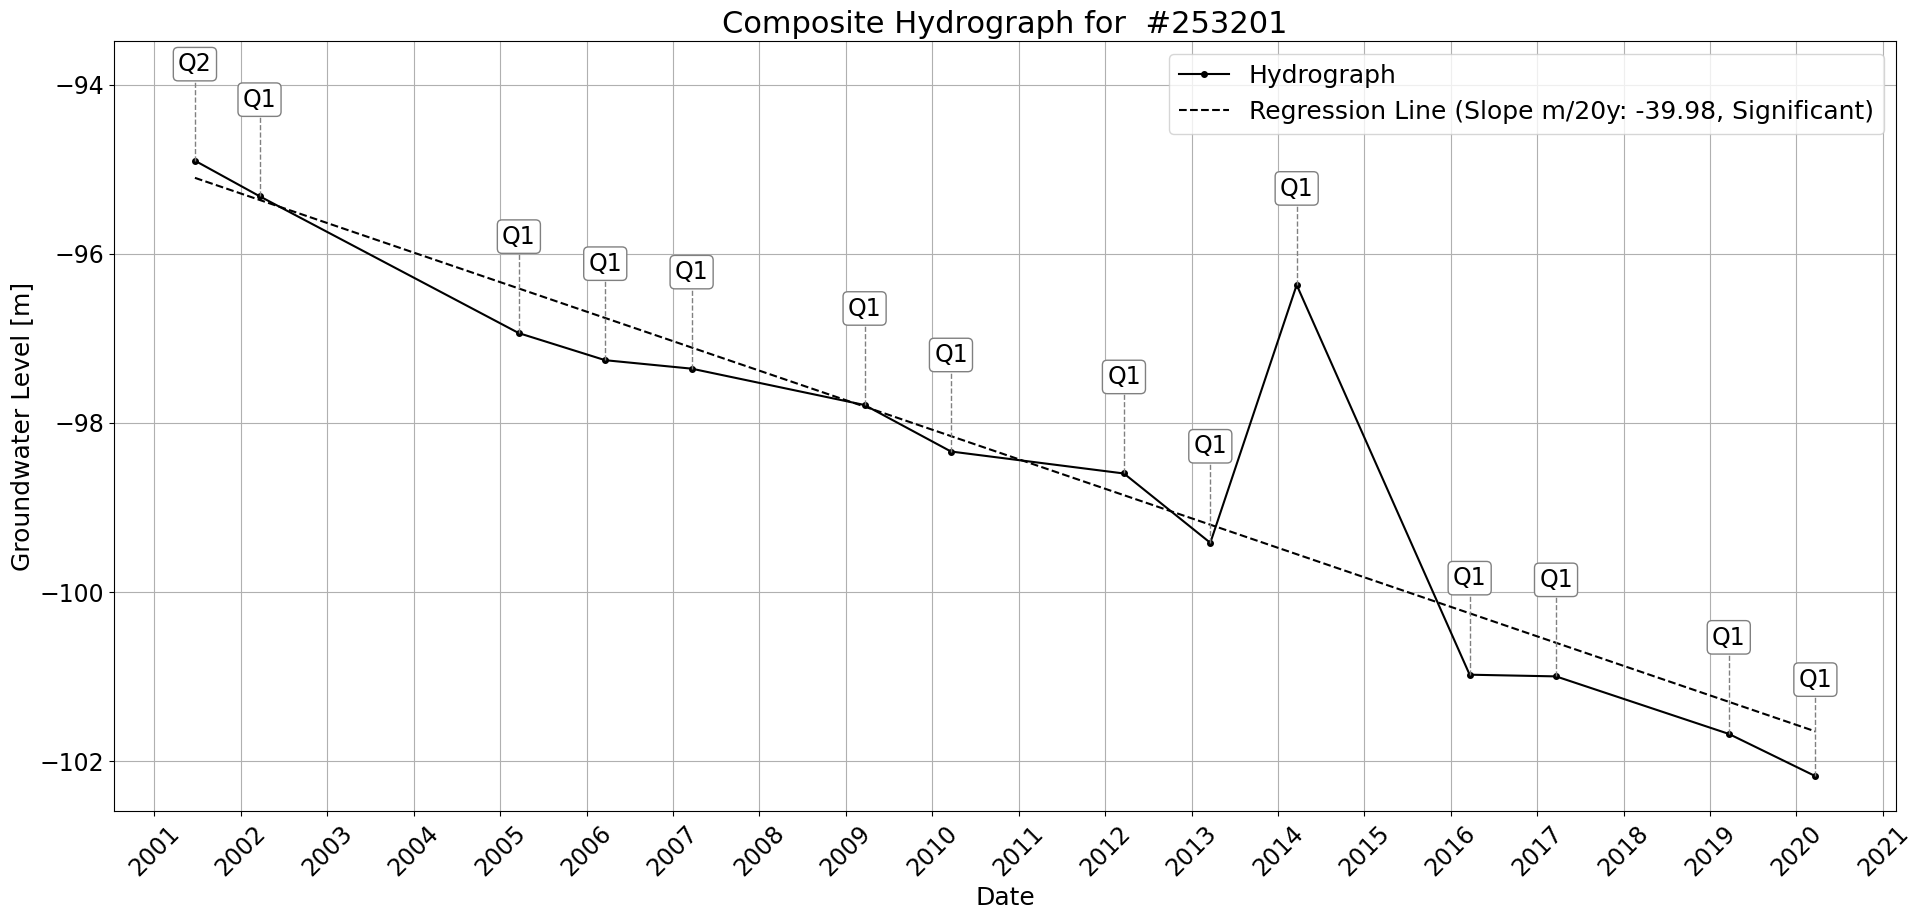 Composite Hydrograph for  #253201
Hydrograph
Regression Line (Slope m/20y: -39.98, Significant)
Q2
Q1
Q1
Q1
Q1
Q1
Q1
Q1
Q1
Q1
Q1
Q1
Q1
Q1
Groundwater Level [m]
−94
−96
−98
−100
−102
2001
2002
2003
2004
2005
2006
2007
2008
2009
2010
2011
2012
2013
2014
2015
2016
2017
2018
2019
2020
2021
Date